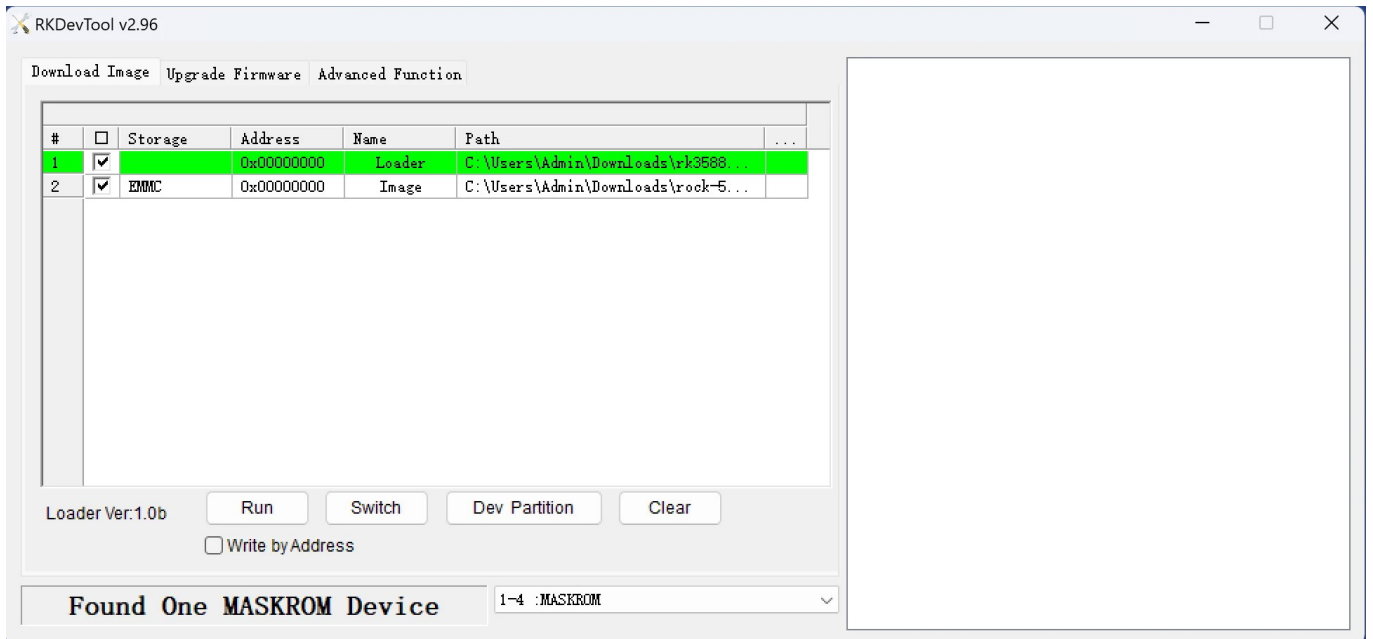 RKDevTool v2.96
Download Image Upgrade Firmware Advanced Function
# Storage Address Name Path ...
1 0x00000000 Loader C:\Users\Admin\Downloads\rk3588...
2 EMMC 0x00000000 Image C:\Users\Admin\Downloads\rock-5...
Loader Ver:1.0b Run Switch Dev Partition Clear
Write by Address
Found One MASKROM Device 1-4 :MASKROM